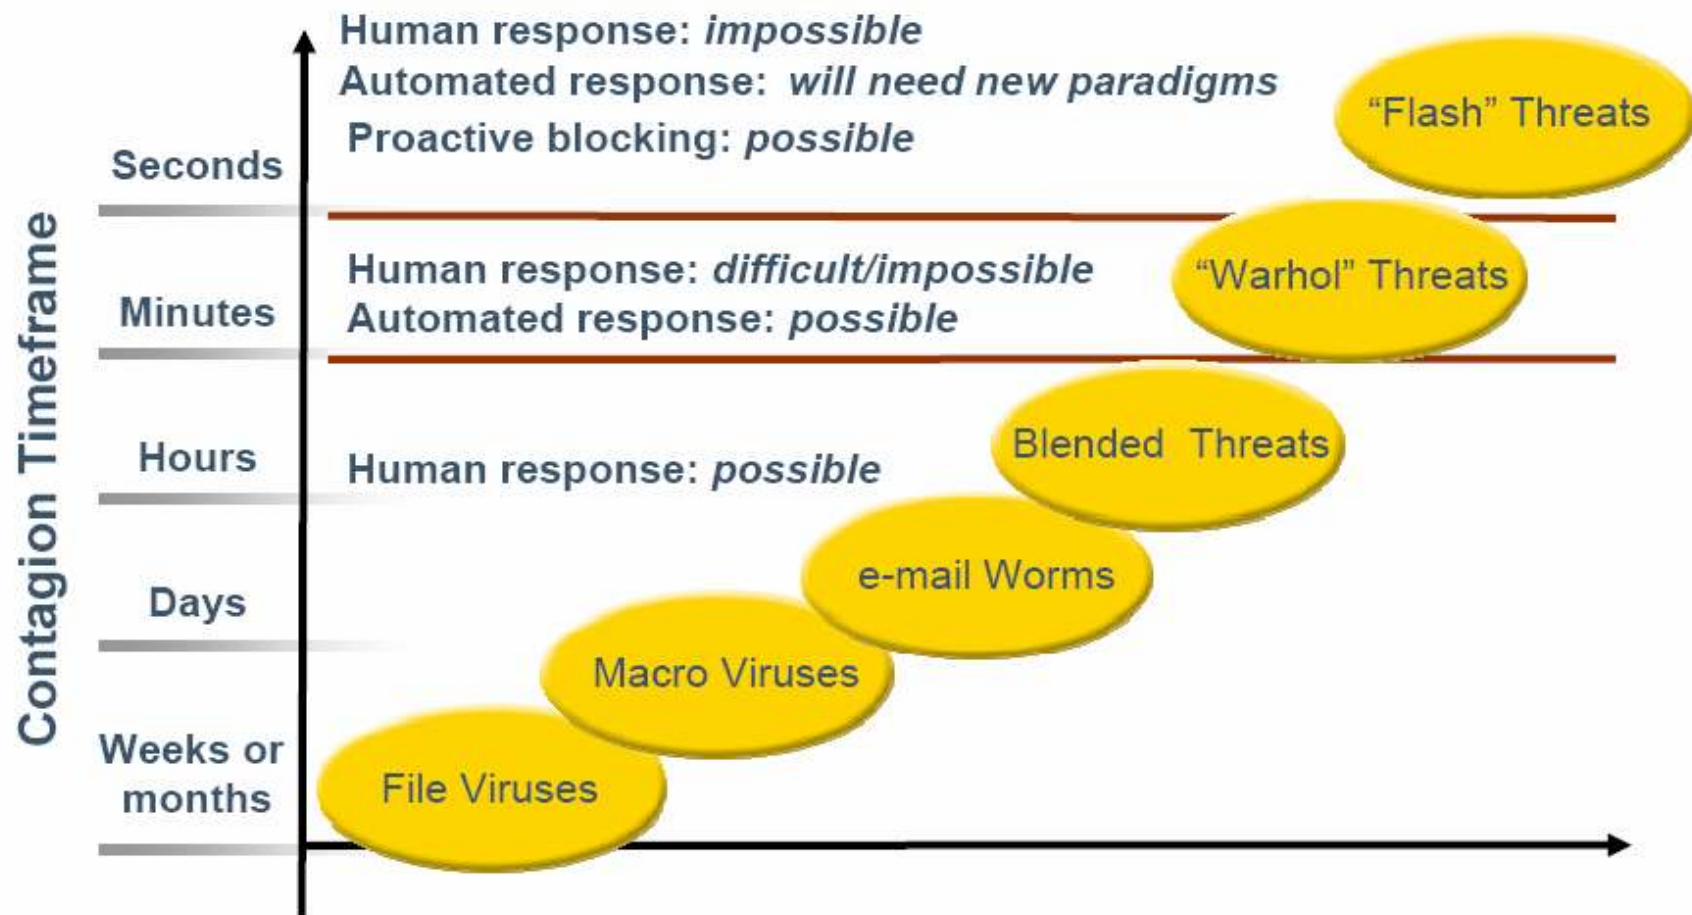 Human response: impossible
Automated response: will need new paradigms
Proactive blocking: possible
“Flash” Threats
Seconds
Human response: difficult/impossible
Automated response: possible
“Warhol” Threats
Minutes
Contagion Timeframe
Hours
Human response: possible
Blended Threats
Days
e-mail Worms
Macro Viruses
Weeks or
months
File Viruses